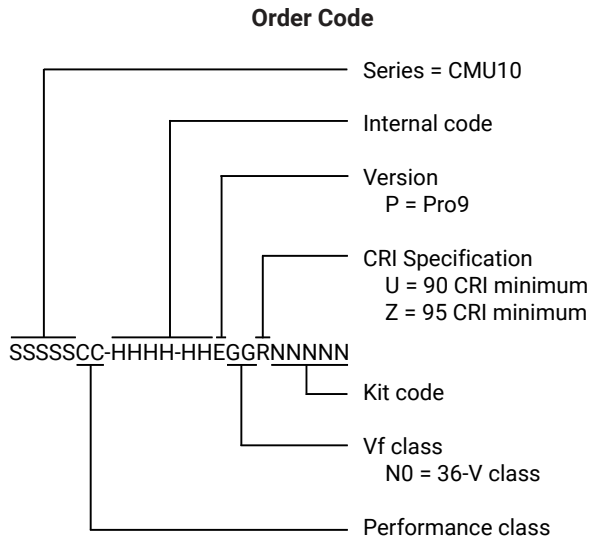 Order Code
Series = CMU10
Internal code
Version
P = Pro9
CRI Specification
U = 90 CRI minimum
Z = 95 CRI minimum
SSSSSCC-HHHH-HHEGGRNNNNN
Kit code
Vf class
N0 = 36-V class
Performance class